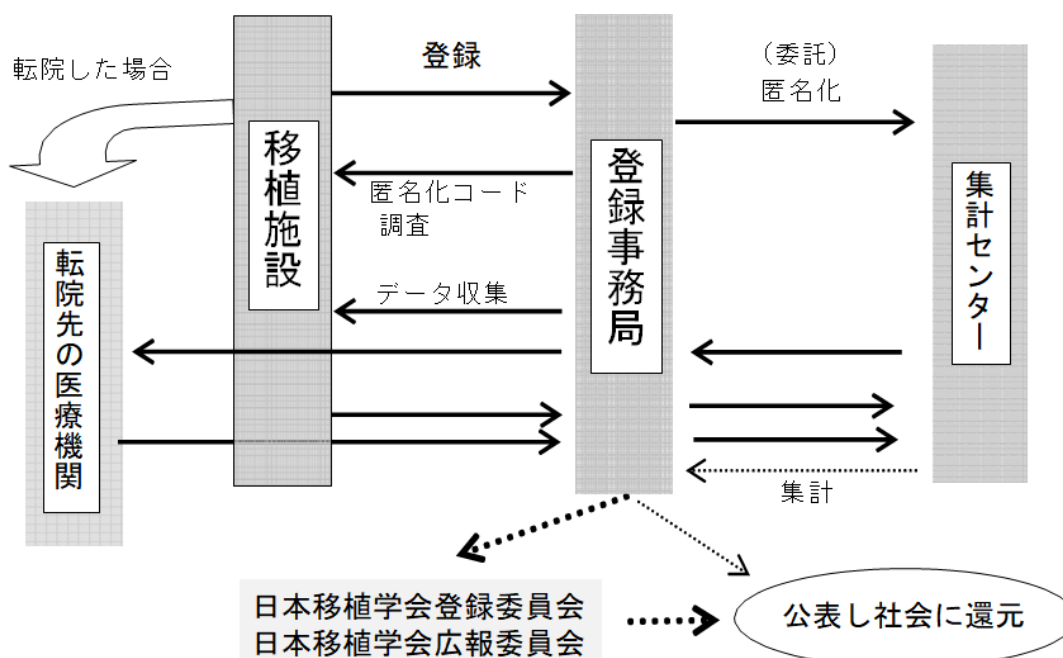 転院した場合
登録
（委託）
匿名化
移植施設
登録事務局
集計センター
匿名化コード
調査
データ収集
転院先の医療機関
集計
日本移植学会登録委員会
日本移植学会広報委員会
公表し社会に還元